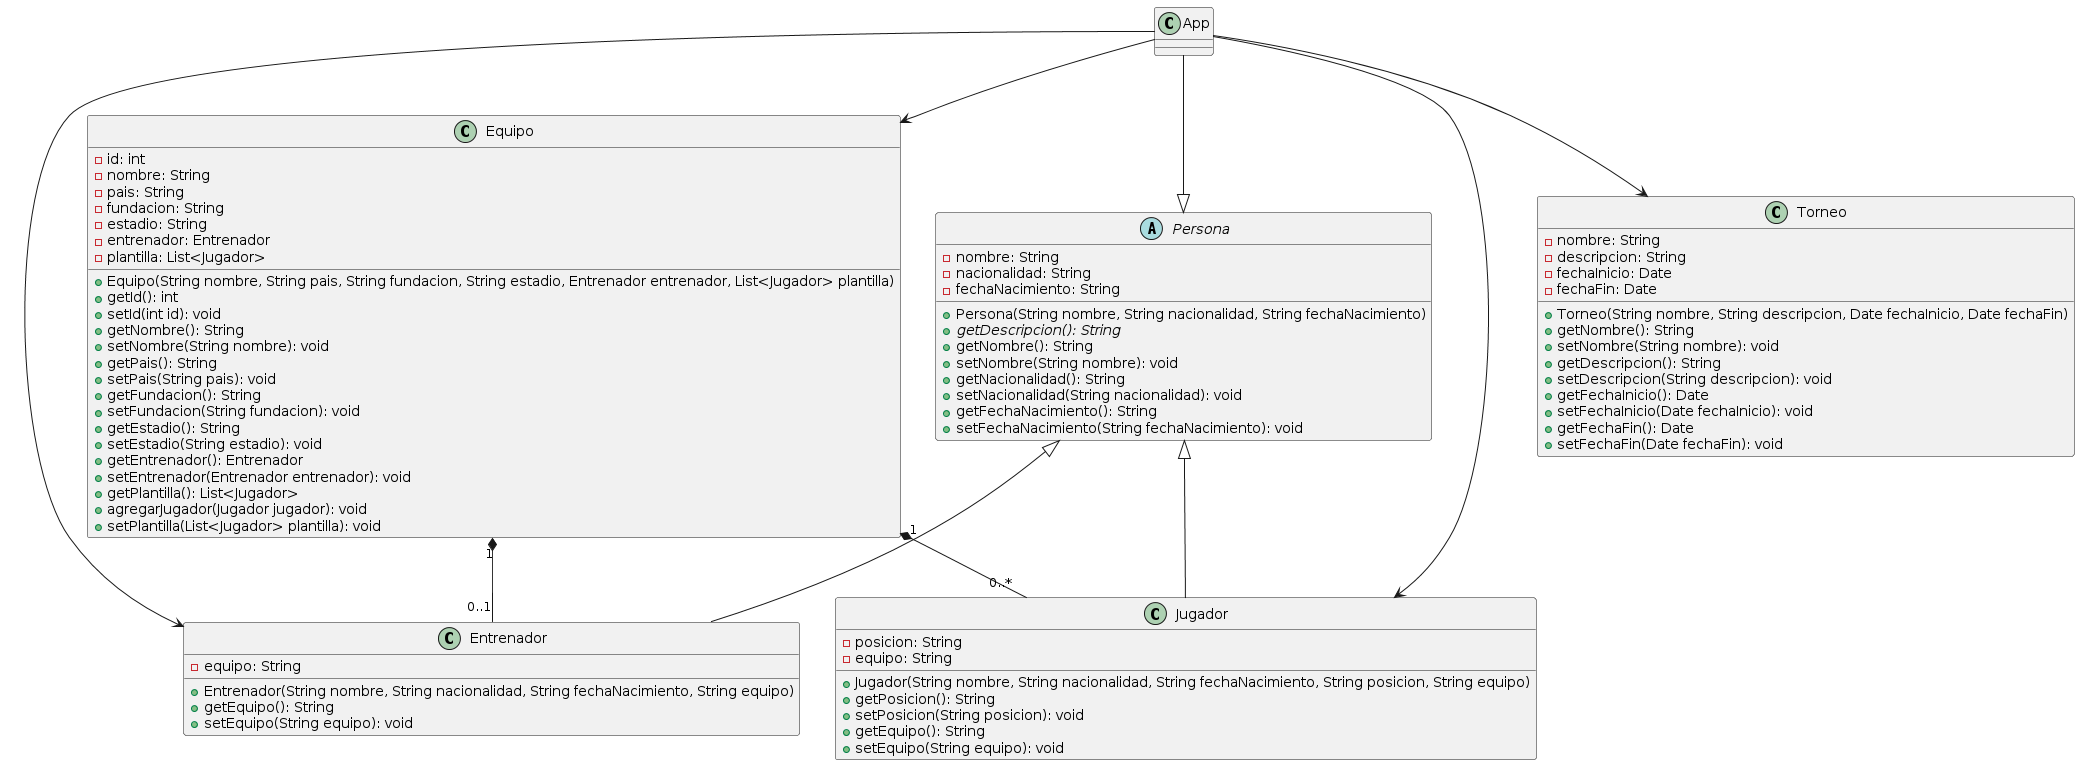 C App
C Equipo
id: int
nombre: String
pais: String
fundacion: String
estadio: String
entrenador: Entrenador
plantilla: List<Jugador>
Equipo(String nombre, String pais, String fundacion, String estadio, Entrenador entrenador, List<Jugador> plantilla)
getId(): int
setId(int id): void
getNombre(): String
setNombre(String nombre): void
getPais(): String
setPais(String pais): void
getFundacion(): String
setFundacion(String fundacion): void
getEstadio(): String
setEstadio(String estadio): void
getEntrenador(): Entrenador
setEntrenador(Entrenador entrenador): void
getPlantilla(): List<Jugador>
agregarJugador(Jugador jugador): void
setPlantilla(List<Jugador> plantilla): void
A Persona
nombre: String
nacionalidad: String
fechaNacimiento: String
Persona(String nombre, String nacionalidad, String fechaNacimiento)
getDescripcion(): String
getNombre(): String
setNombre(String nombre): void
getNacionalidad(): String
setNacionalidad(String nacionalidad): void
getFechaNacimiento(): String
setFechaNacimiento(String fechaNacimiento): void
C Torneo
nombre: String
descripcion: String
fechaInicio: Date
fechaFin: Date
Torneo(String nombre, String descripcion, Date fechaInicio, Date fechaFin)
getNombre(): String
setNombre(String nombre): void
getDescripcion(): String
setDescripcion(String descripcion): void
getFechaInicio(): Date
setFechaInicio(Date fechaInicio): void
getFechaFin(): Date
setFechaFin(Date fechaFin): void
1
0..1
1
0..*
C Entrenador
equipo: String
Entrenador(String nombre, String nacionalidad, String fechaNacimiento, String equipo)
getEquipo(): String
setEquipo(String equipo): void
C Jugador
posicion: String
equipo: String
Jugador(String nombre, String nacionalidad, String fechaNacimiento, String posicion, String equipo)
getPosicion(): String
setPosicion(String posicion): void
getEquipo(): String
setEquipo(String equipo): void